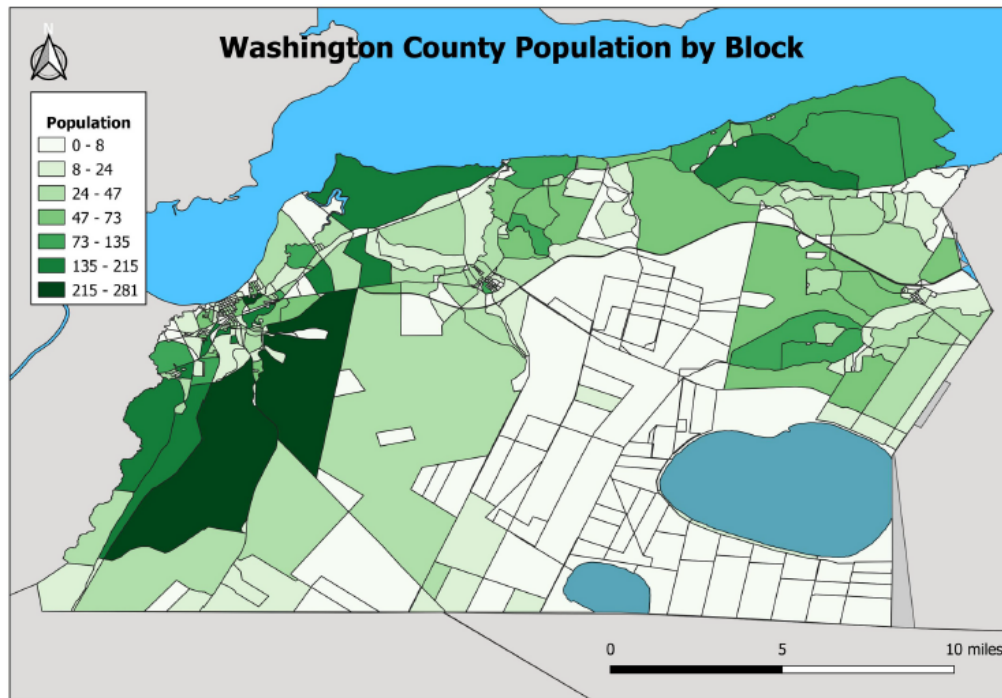 N
Washington County Population by Block
Population
0 - 8
8 - 24
24 - 47
47 - 73
73 - 135
135 - 215
215 - 281
0 5 10 miles